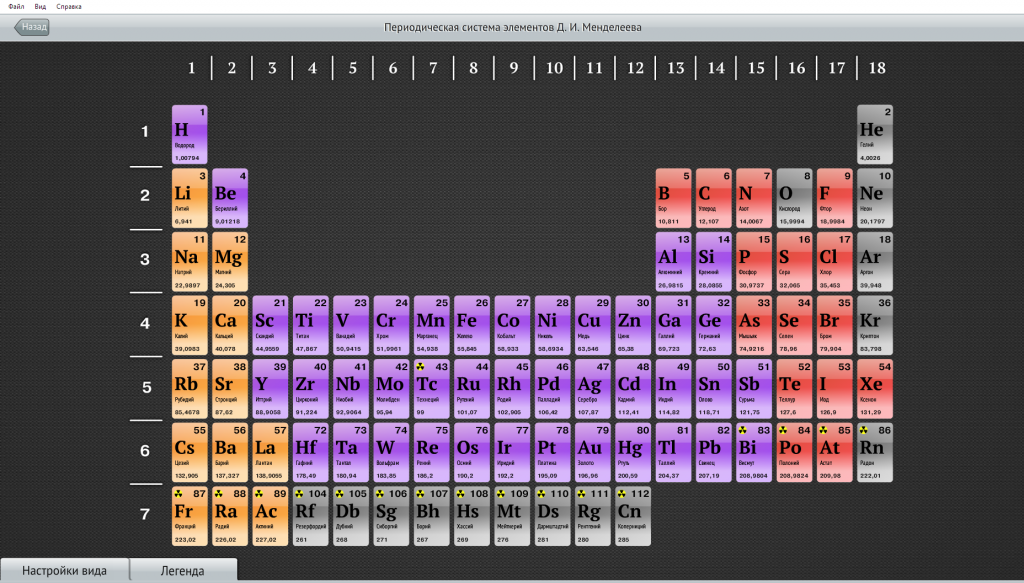 Файл Вид Справка
Назад
Периодическая система элементов Д. И. Менделеева
1 2 3 4 5 6 7 8 9 10 11 12 13 14 15 16 17 18
1 2
1 H He
Водород Гелий
1,00794 4,0026
3 4 5 6 7 8 9 10
2 Li Be B C N O F Ne
Литий Бериллий Бор Углерод Азот Кислород Фтор Неон
6,941 9,01218 10,811 12,107 14,0067 15,9994 18,9984 20,1797
11 12 13 14 15 16 17 18
3 Na Mg Al Si P S Cl Ar
Натрий Магний Алюминий Кремний Фосфор Сера Хлор Аргон
22,9897 24,305 26,9815 28,0855 30,9737 32,065 35,453 39,948
19 20 21 22 23 24 25 26 27 28 29 30 31 32 33 34 35 36
4 K Ca Sc Ti V Cr Mn Fe Co Ni Cu Zn Ga Ge As Se Br Kr
Калий Кальций Скандий Титан Ванадий Хром Марганец Железо Кобальт Никель Медь Цинк Галлий Германий Мышьяк Селен Бром Криптон
39,0983 40,078 44,9559 47,867 50,9415 51,9961 54,938 55,845 58,933 58,6934 63,546 65,38 69,723 72,63 74,9216 78,96 79,904 83,798
37 38 39 40 41 42 43 44 45 46 47 48 49 50 51 52 53 54
5 Rb Sr Y Zr Nb Mo Tc Ru Rh Pd Ag Cd In Sn Sb Te I Xe
Рубидий Стронций Иттрий Цирконий Ниобий Молибден Технеций Рутений Родий Палладий Серебро Кадмий Индий Олово Сурьма Теллур Иод Ксенон
85,4678 87,62 88,9058 91,224 92,9064 95,94 99 101,07 102,905 106,42 107,87 112,41 114,82 118,71 121,75 127,6 126,9 131,29
55 56 57 72 73 74 75 76 77 78 79 80 81 82 83 84 85 86
6 Cs Ba La Hf Ta W Re Os Ir Pt Au Hg Tl Pb Bi Po At Rn
Цезий Барий Лантан Гафний Тантал Вольфрам Рений Осмий Иридий Платина Золото Ртуть Таллий Свинец Висмут Полоний Астат Радон
132,905 137,327 138,9055 178,49 180,94 183,85 186,2 190,2 192,2 195,09 196,96 200,59 204,37 207,19 208,9804 208,9824 209,98 222,01
87 88 89 104 105 106 107 108 109 110 111 112
7 Fr Ra Ac Rf Db Sg Bh Hs Mt Ds Rg Cn
Франций Радий Актиний Резерфордий Дубний Сиборгий Борий Хассий Мейтнерий Дармштадтий Рентгений Коперниций
223,02 226,02 227,02 261 268 271 267 269 276 281 280 285
Настройки вида Легенда